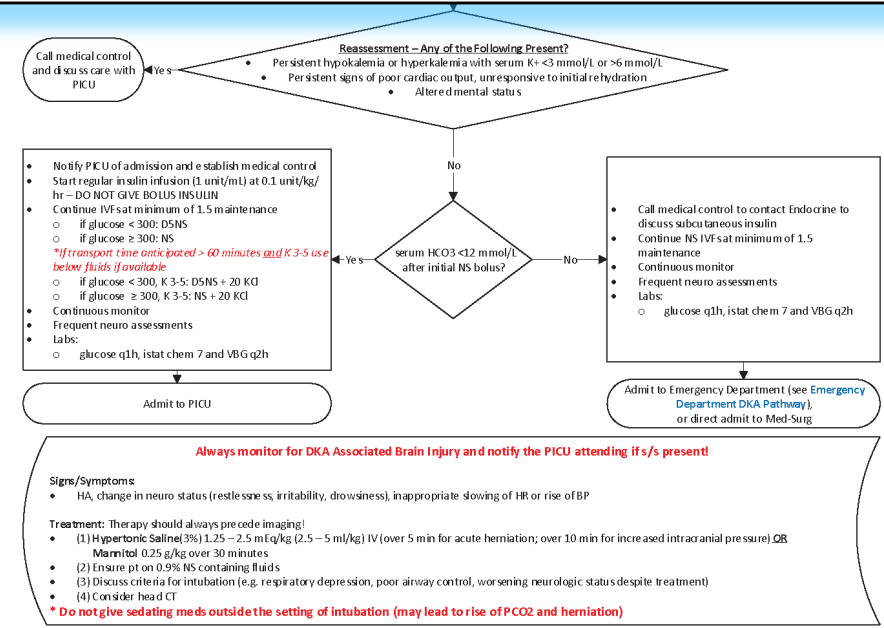 Reassessment – Any of the Following Present?
• Persistent hypokalemia or hyperkalemia with serum K+ <3 mmol/L or >6 mmol/L
• Persistent signs of poor cardiac output, unresponsive to initial rehydration
• Altered mental status
Yes
Call medical control
and discuss care with
PICU
No
serum HCO3 <12 mmol/L
after initial NS bolus?
Yes
No
• Notify PICU of admission and establish medical control
• Start regular insulin infusion (1 unit/mL) at 0.1 unit/kg/
hr – DO NOT GIVE BOLUS INSULIN
• Continue IVFs at minimum of 1.5 maintenance
o if glucose < 300: D5NS
o if glucose ≥ 300: NS
*If transport time anticipated > 60 minutes and K 3-5 use
below fluids if available
o if glucose < 300, K 3-5: D5NS + 20 KCl
o if glucose ≥ 300, K 3-5: NS + 20 KCl
• Continuous monitor
• Frequent neuro assessments
• Labs:
o glucose q1h, istat chem 7 and VBG q2h
Admit to PICU
• Call medical control to contact Endocrine to
discuss subcutaneous insulin
• Continue NS IVFs at minimum of 1.5
maintenance
• Continuous monitor
• Frequent neuro assessments
• Labs:
o glucose q1h, istat chem 7 and VBG q2h
Admit to Emergency Department (see Emergency
Department DKA Pathway),
or direct admit to Med-Surg
Always monitor for DKA Associated Brain Injury and notify the PICU attending if s/s present!
Signs/Symptoms:
• HA, change in neuro status (restlessness, irritability, drowsiness), inappropriate slowing of HR or rise of BP
Treatment: Therapy should always precede imaging!
• (1) Hypertonic Saline(3%) 1.25 – 2.5 mEq/kg (2.5 – 5 ml/kg) IV (over 5 min for acute herniation; over 10 min for increased intracranial pressure) OR
Mannitol 0.25 g/kg over 30 minutes
• (2) Ensure pt on 0.9% NS containing fluids
• (3) Discuss criteria for intubation (e.g. respiratory depression, poor airway control, worsening neurologic status despite treatment)
• (4) Consider head CT
* Do not give sedating meds outside the setting of intubation (may lead to rise of PCO2 and herniation)